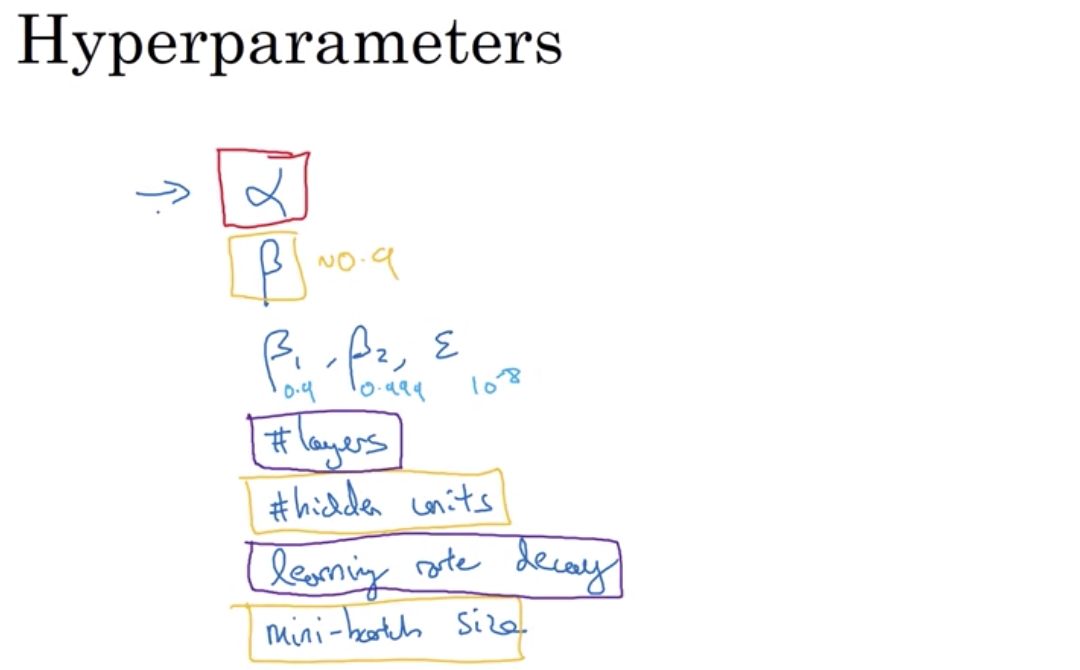 Hyperparameters
→ α
β ~0.9
β₁, β₂, ε
0.9 0.999 10⁻⁸
#layers
#hidden units
learning rate decay
mini-batch size